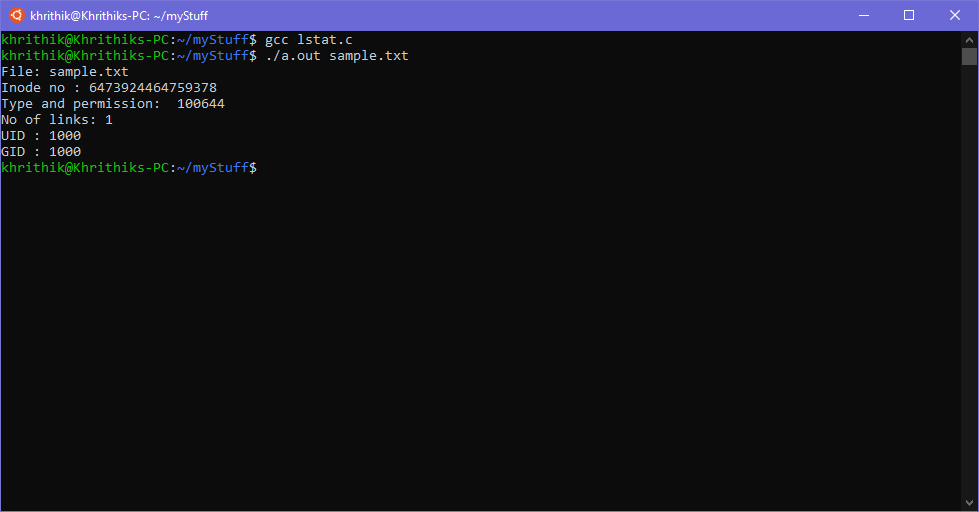 khrithik@Khrithiks-PC: ~/myStuff
khrithik@Khrithiks-PC:~/myStuff$ gcc lstat.c
khrithik@Khrithiks-PC:~/myStuff$ ./a.out sample.txt
File: sample.txt
Inode no : 6473924464759378
Type and permission:  100644
No of links: 1
UID : 1000
GID : 1000
khrithik@Khrithiks-PC:~/myStuff$